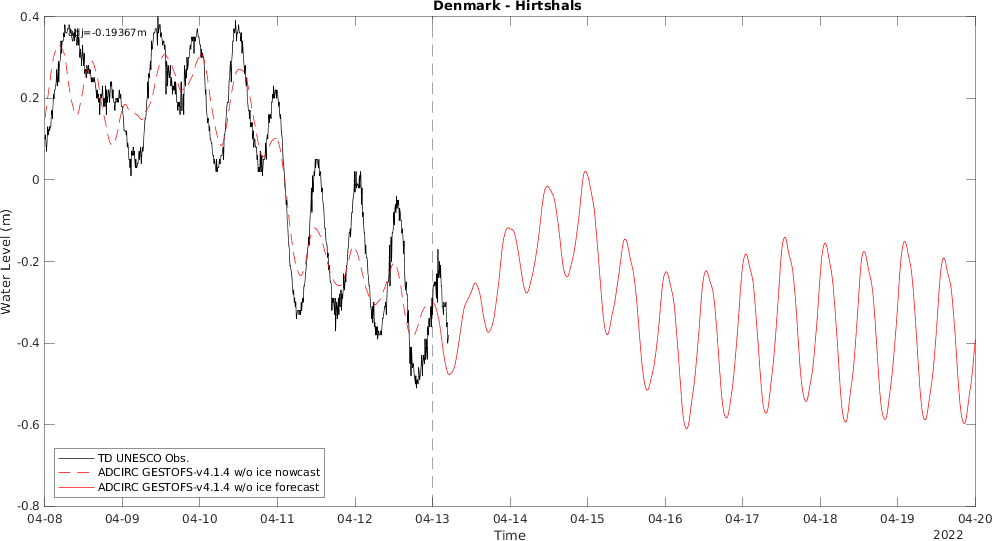 Denmark - Hirtshals
=-0.19367m
Water Level (m)
0.4
0.2
0
-0.2
-0.4
-0.6
-0.8
TD UNESCO Obs.
ADCIRC GESTOFS-v4.1.4 w/o ice nowcast
ADCIRC GESTOFS-v4.1.4 w/o ice forecast
04-08 04-09 04-10 04-11 04-12 04-13 04-14 04-15 04-16 04-17 04-18 04-19 04-20
Time
2022